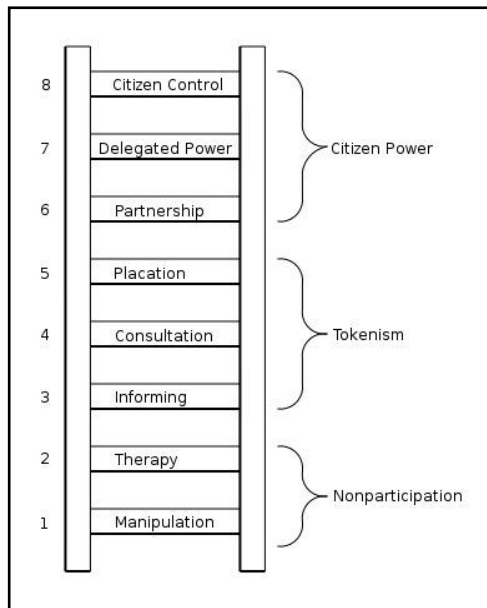 8 Citizen Control
7 Delegated Power
Citizen Power
6 Partnership
5 Placation
4 Consultation
Tokenism
3 Informing
2 Therapy
Nonparticipation
1 Manipulation